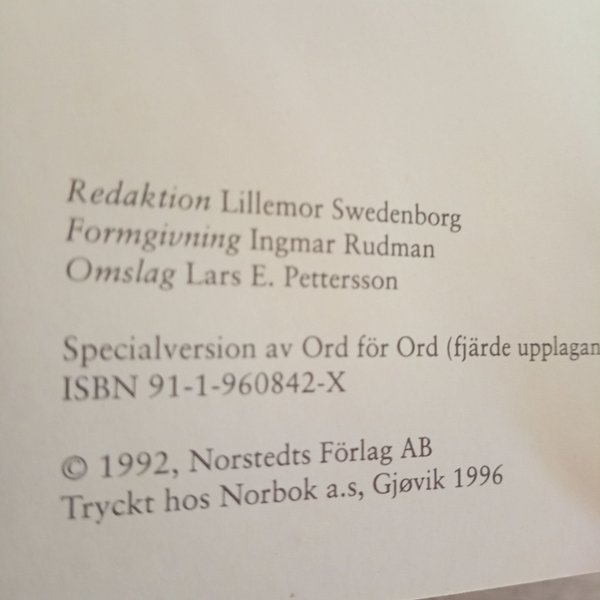 Redaktion Lillemor Swedenborg
Formgivning Ingmar Rudman
Omslag Lars E. Pettersson
Specialversion av Ord för Ord (fjärde upplagan
ISBN 91-1-960842-X
© 1992, Norstedts Förlag AB
Tryckt hos Norbok a.s, Gjøvik 1996